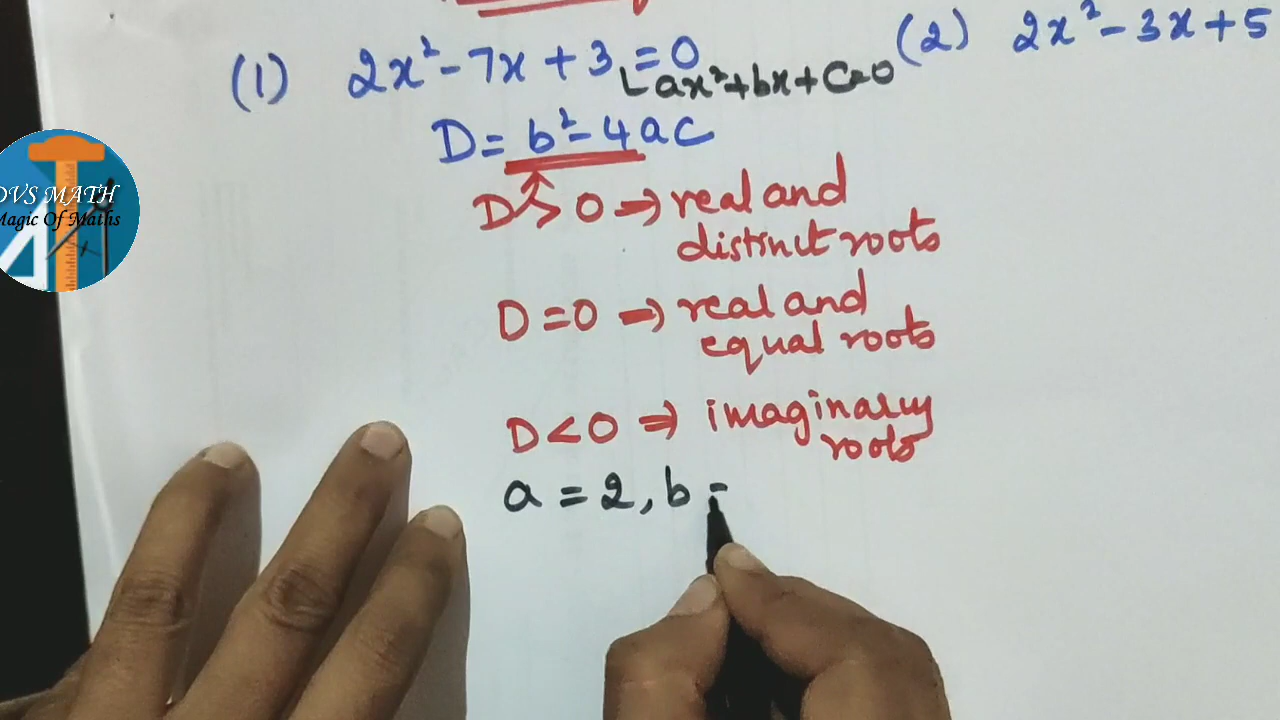 (1) 2x² - 7x + 3 = 0
ax² + bx + c = 0
(2) 2x² - 3x + 5
D = b² - 4ac
D > 0 → real and
distinct roots
D = 0 → real and
equal roots
D < 0 ⇒ imaginary
roots
a = 2, b =
DVS MATH
Magic Of Maths